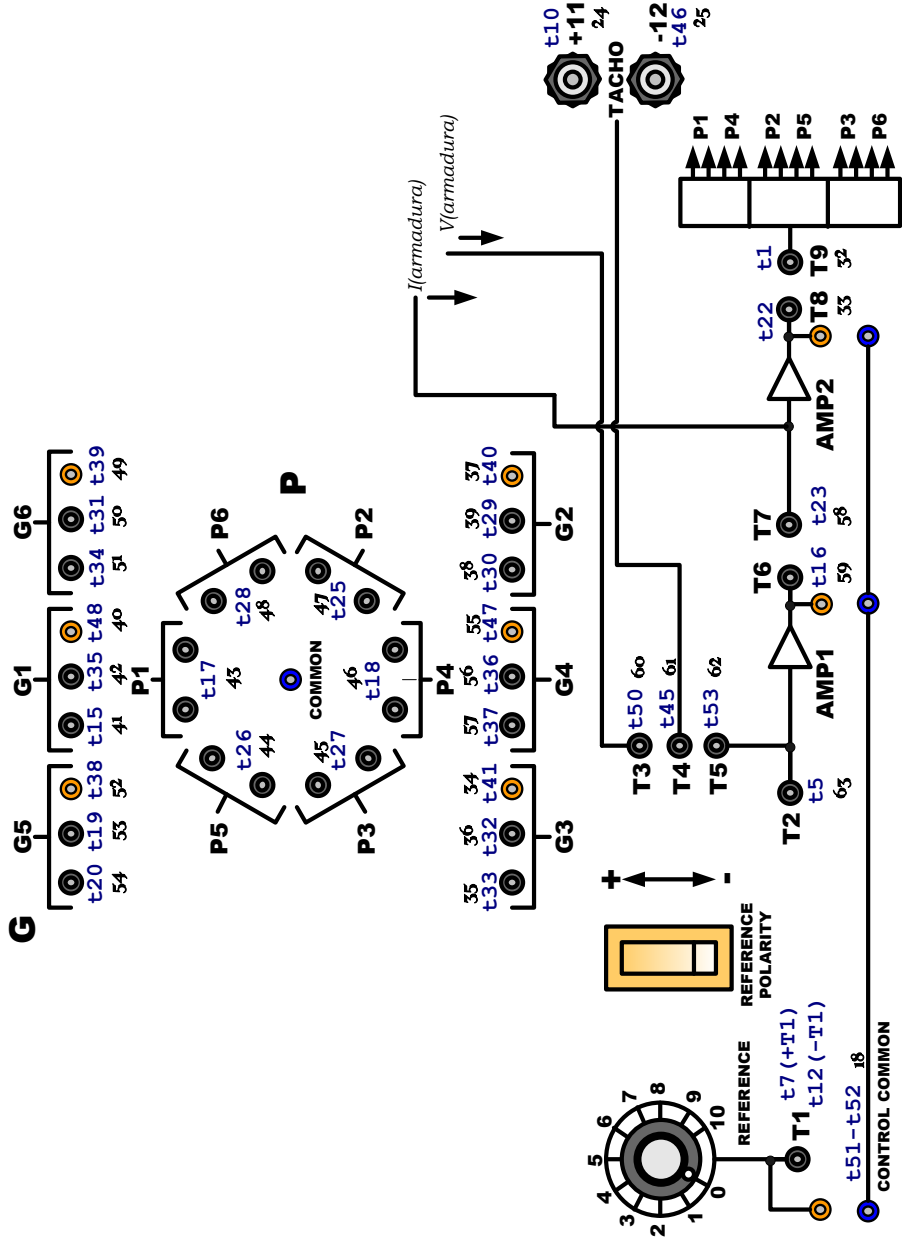 G
G5 G1 G6
t20 t19 t38 t15 t35 t48 t34 t31 t39
54 53 52 41 42 40 51 50 49
P1
P5 P6
t17
43
t26 t28
44 48
P
COMMON
45 47
t27 t25
46
t18
P3 P2
P4
35 36 34 57 56 55 38 39 37
t33 t32 t41 t37 t36 t47 t30 t29 t40
G3 G4 G2
I(armadura)
V(armadura)
t10
+11
24
TACHO
-12
t46
25
0 1 2 3 4 5 6 7 8 9 10
REFERENCE
+
-
REFERENCE
POLARITY
T3 t50 60
T4 t45 61
T5 t53 62
P1
P4
P2
P5
P3
P6
T1 t7(+T1)
t12(-T1)
T2
t5
63
AMP1
T6
t16
59
T7
t23
58
AMP2
t22
T8
33
t1
T9
32
t51-t52 18
CONTROL COMMON